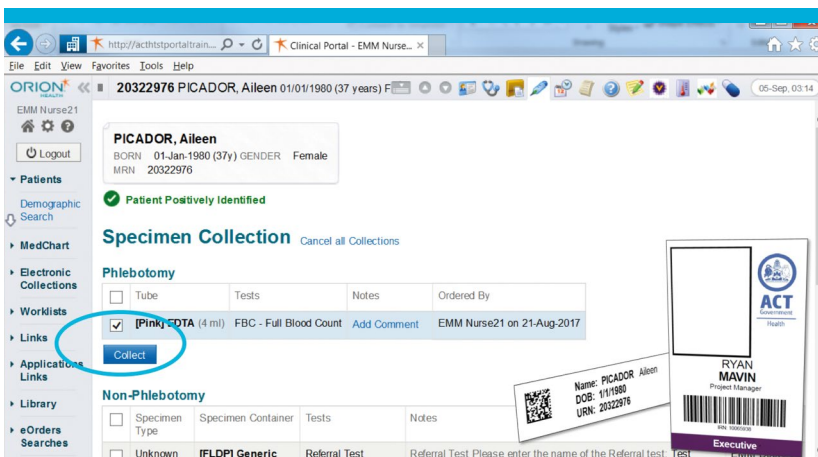 http://acthtstportaltrain....
Clinical Portal - EMM Nurse...
File Edit View Favorites Tools Help
ORION HEALTH
20322976 PICADOR, Aileen 01/01/1980 (37 years) F
05-Sep, 03:14
EMM Nurse21
Logout
Patients
Demographic Search
MedChart
Electronic Collections
Worklists
Links
Applications Links
Library
eOrders Searches
PICADOR, Aileen
BORN 01-Jan-1980 (37y) GENDER Female
MRN 20322976
Patient Positively Identified
Specimen Collection Cancel all Collections
Phlebotomy
Tube Tests Notes Ordered By
[Pink] EDTA (4 ml) FBC - Full Blood Count Add Comment EMM Nurse21 on 21-Aug-2017
Collect
Non-Phlebotomy
Specimen Type Specimen Container Tests Notes
Unknown [FLDP] Generic Referral Test Referral Test Please enter the name of the Referral test: Test
Name: PICADOR Aileen
DOB: 1/1/1980
URN: 20322976
ACT
Government
Health
RYAN
MAVIN
Project Manager
Executive